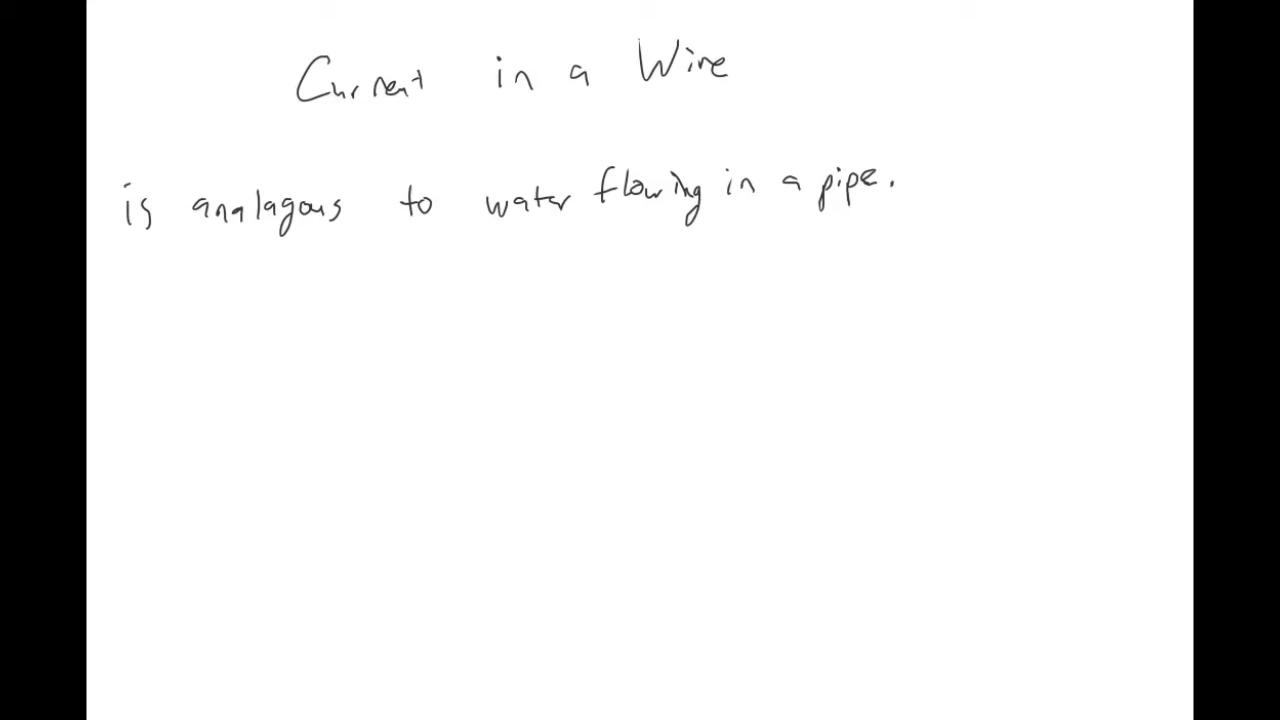 Current in a Wire
is analagous to water flowing in a pipe.